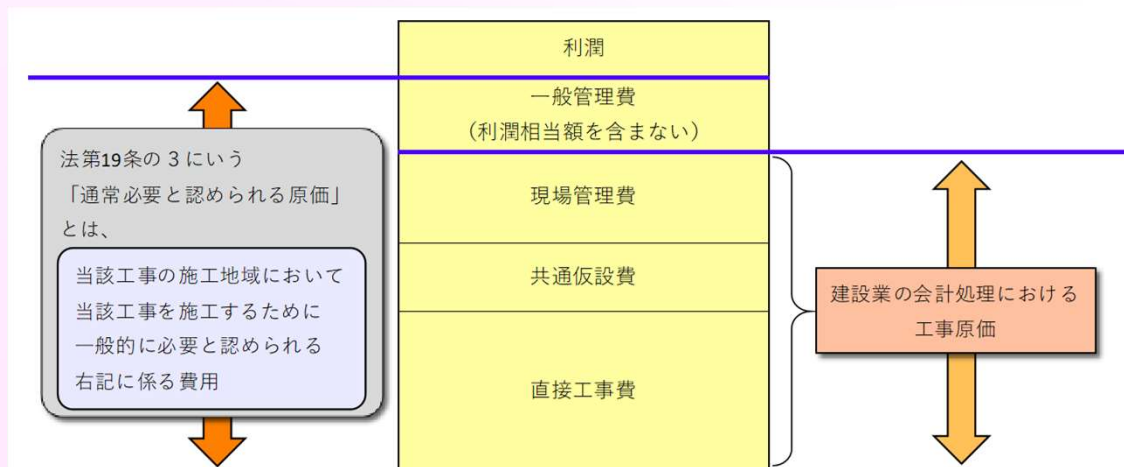 利潤
一般管理費
（利潤相当額を含まない）
現場管理費
共通仮設費
直接工事費
法第19条の３にいう
「通常必要と認められる原価」
とは、
当該工事の施工地域において
当該工事を施工するために
一般的に必要と認められる
右記に係る費用
建設業の会計処理における
工事原価